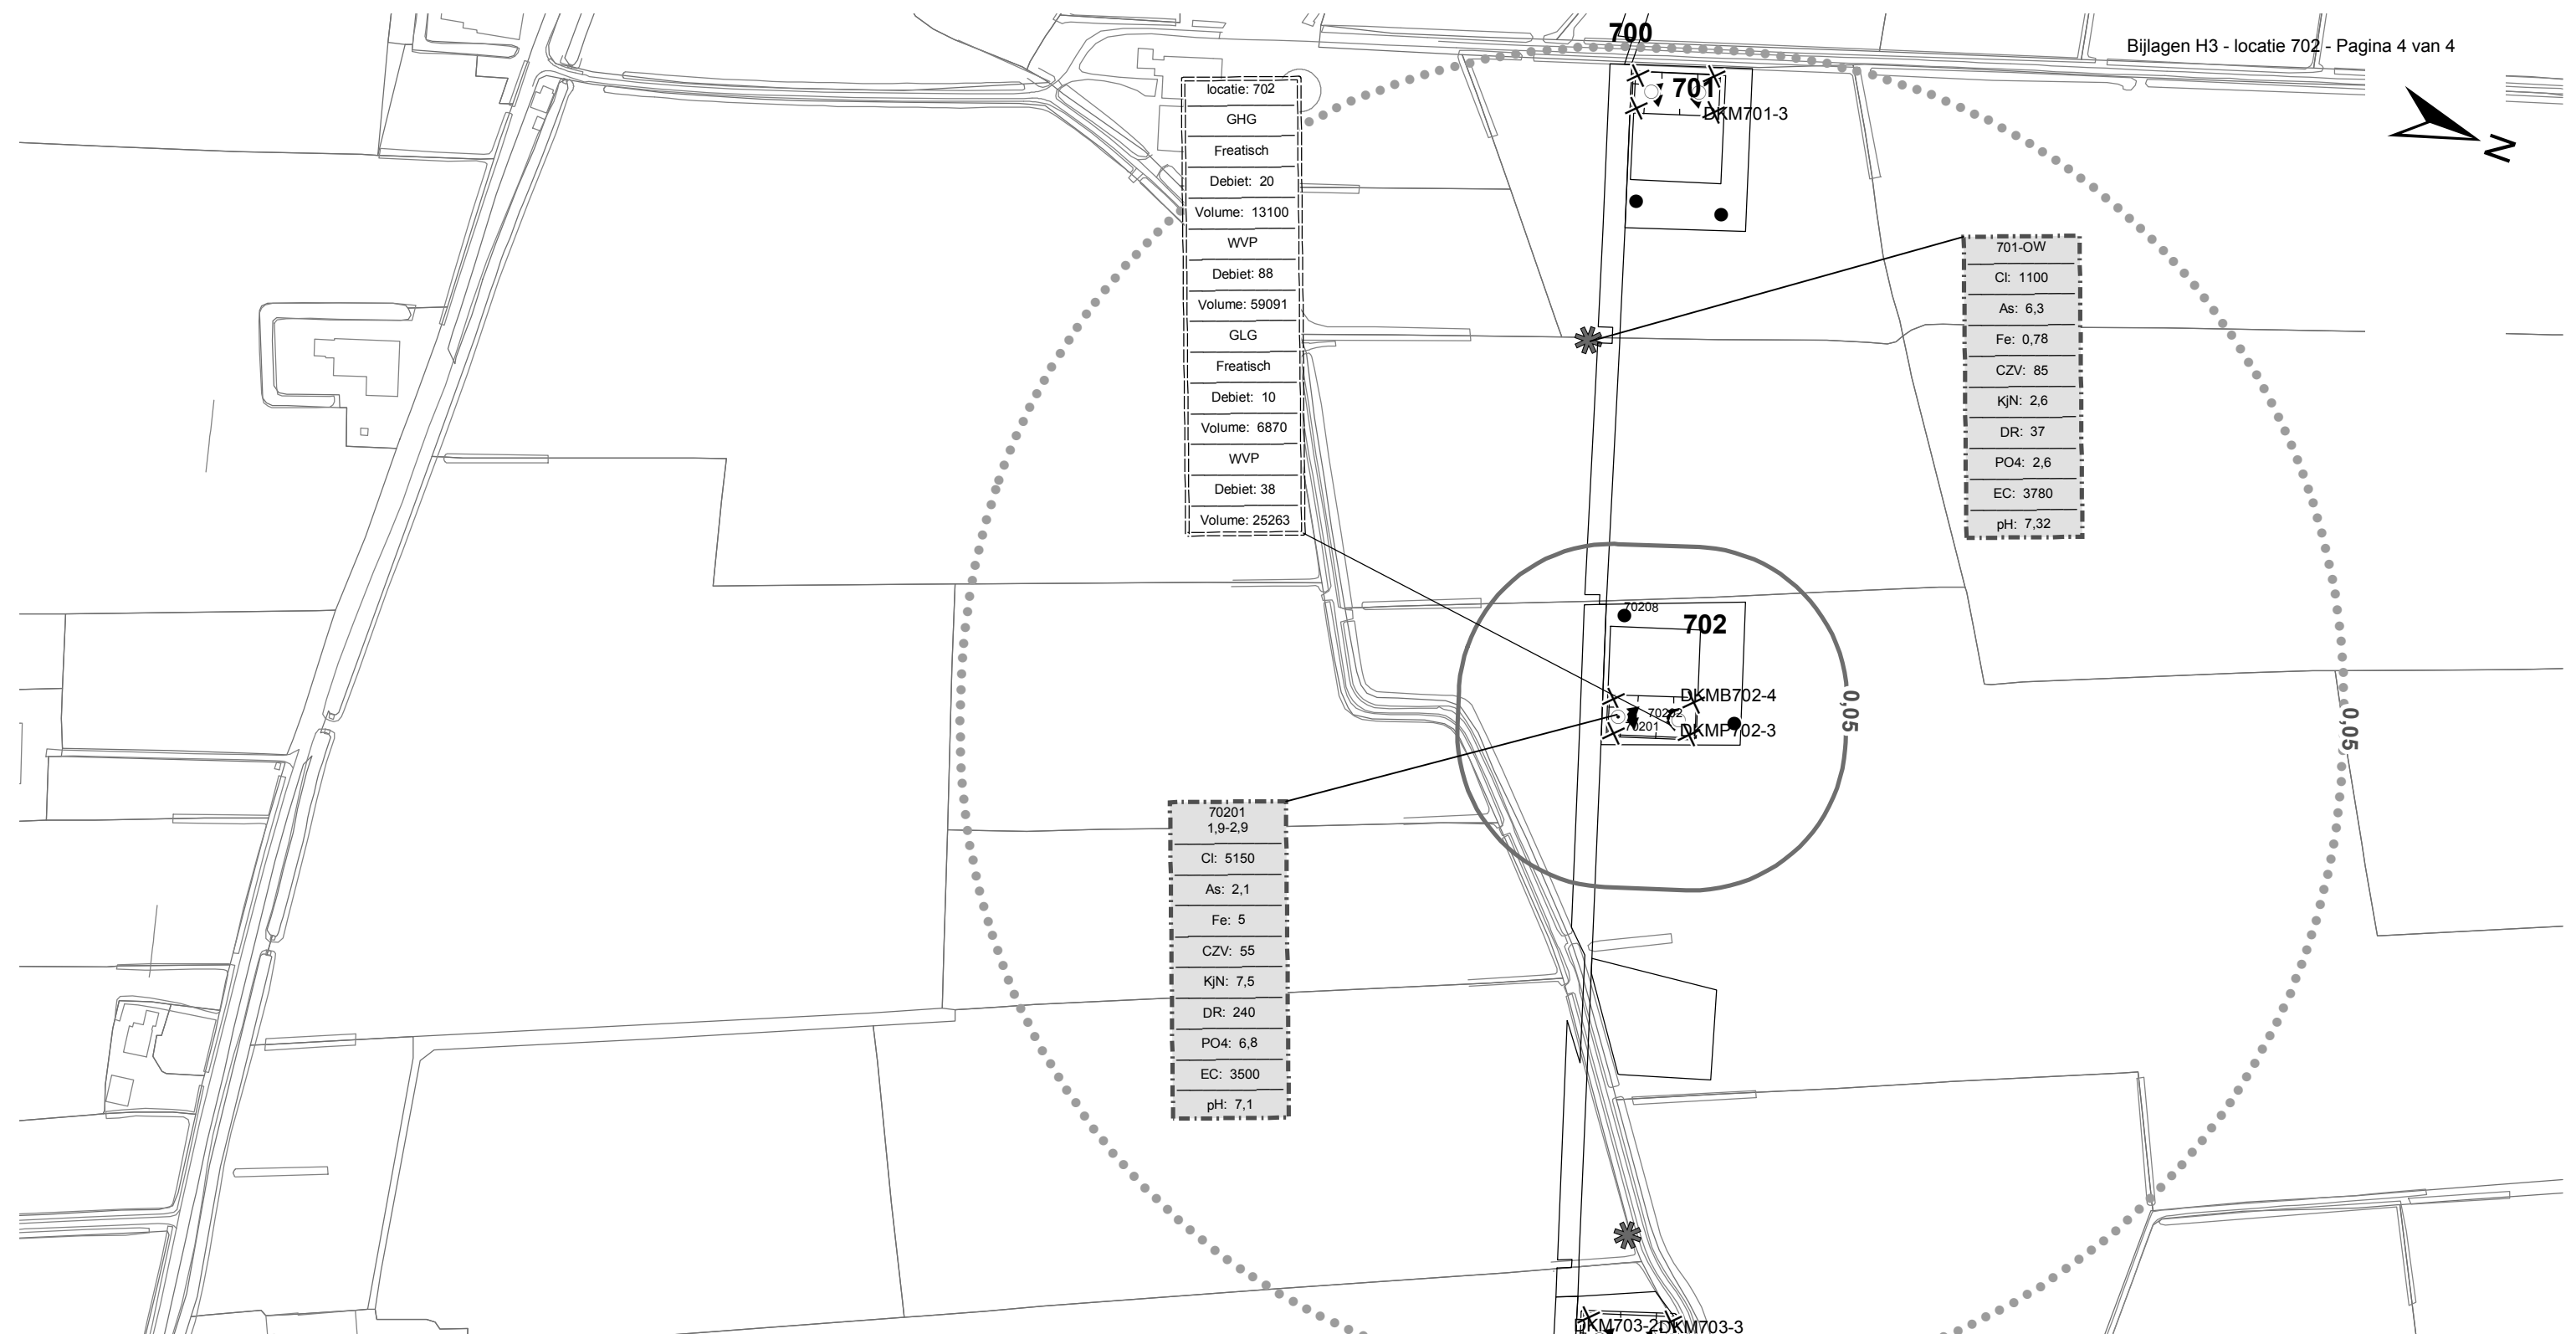 700
Bijlagen H3 - locatie 702 - Pagina 4 van 4
701
DKM701-3
N
locatie: 702
GHG
Freatisch
Debiet: 20
Volume: 13100
WVP
Debiet: 88
Volume: 59091
GLG
Freatisch
Debiet: 10
Volume: 6870
WVP
Debiet: 38
Volume: 25263
701-OW
Cl: 1100
As: 6,3
Fe: 0,78
CZV: 85
KjN: 2,6
DR: 37
PO4: 2,6
EC: 3780
pH: 7,32
70208
702
DKMB702-4
70202
70201
DKMP702-3
0,05
0,05
70201
1,9-2,9
Cl: 5150
As: 2,1
Fe: 5
CZV: 55
KjN: 7,5
DR: 240
PO4: 6,8
EC: 3500
pH: 7,1
DKM703-2
DKM703-3